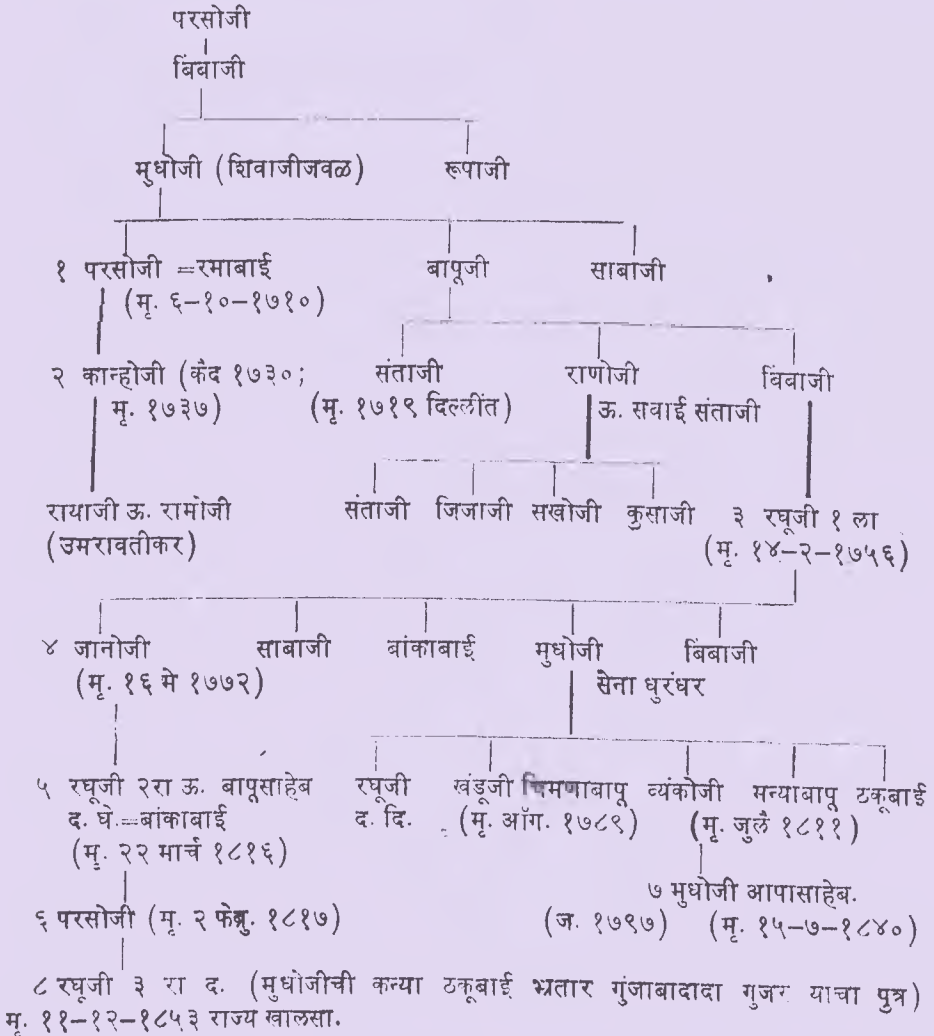 परसोजी
बिंबाजी
मुधोजी (शिवाजीजवळ) रूपाजी
१ परसोजी =रमाबाई बापूजी साबाजी
(मृ. ६-१०-१७१०)
२ कान्होजी (कैद १७३०; संताजी राणोजी बिंबाजी
मृ. १७३७) (मृ. १७१९ दिल्लींत) ऊ. सवाई संताजी
रायाजी ऊ. रामोजी संताजी जिजाजी सखोजी कुसाजी ३ रघूजी १ ला
(उमरावतीकर) (मृ. १४-२-१७५६)
४ जानोजी साबाजी बांकाबाई मुधोजी बिंबाजी
(मृ. १६ मे १७७२) सेना धुरंधर
५ रघूजी २रा ऊ. बापूसाहेब रघूजी खंडूजी चिमणाबापू व्यंकोजी मन्याबापू ठकूबाई
द. घे.=बांकाबाई द. दि. (मृ. ऑग. १७८९) (मृ. जुलै १८११)
(मृ. २२ मार्च १८१६)
७ मुधोजी आपासाहेब.
६ परसोजी (मृ. २ फेब्रु. १८१७) (ज. १७९७) (मृ. १५-७-१८४०)
८ रघूजी ३ रा द. (मुधोजीची कन्या ठकूबाई भ्रतार गुंजाबादादा गुजर याचा पुत्र)
मृ. ११-१२-१८५३ राज्य खालसा.